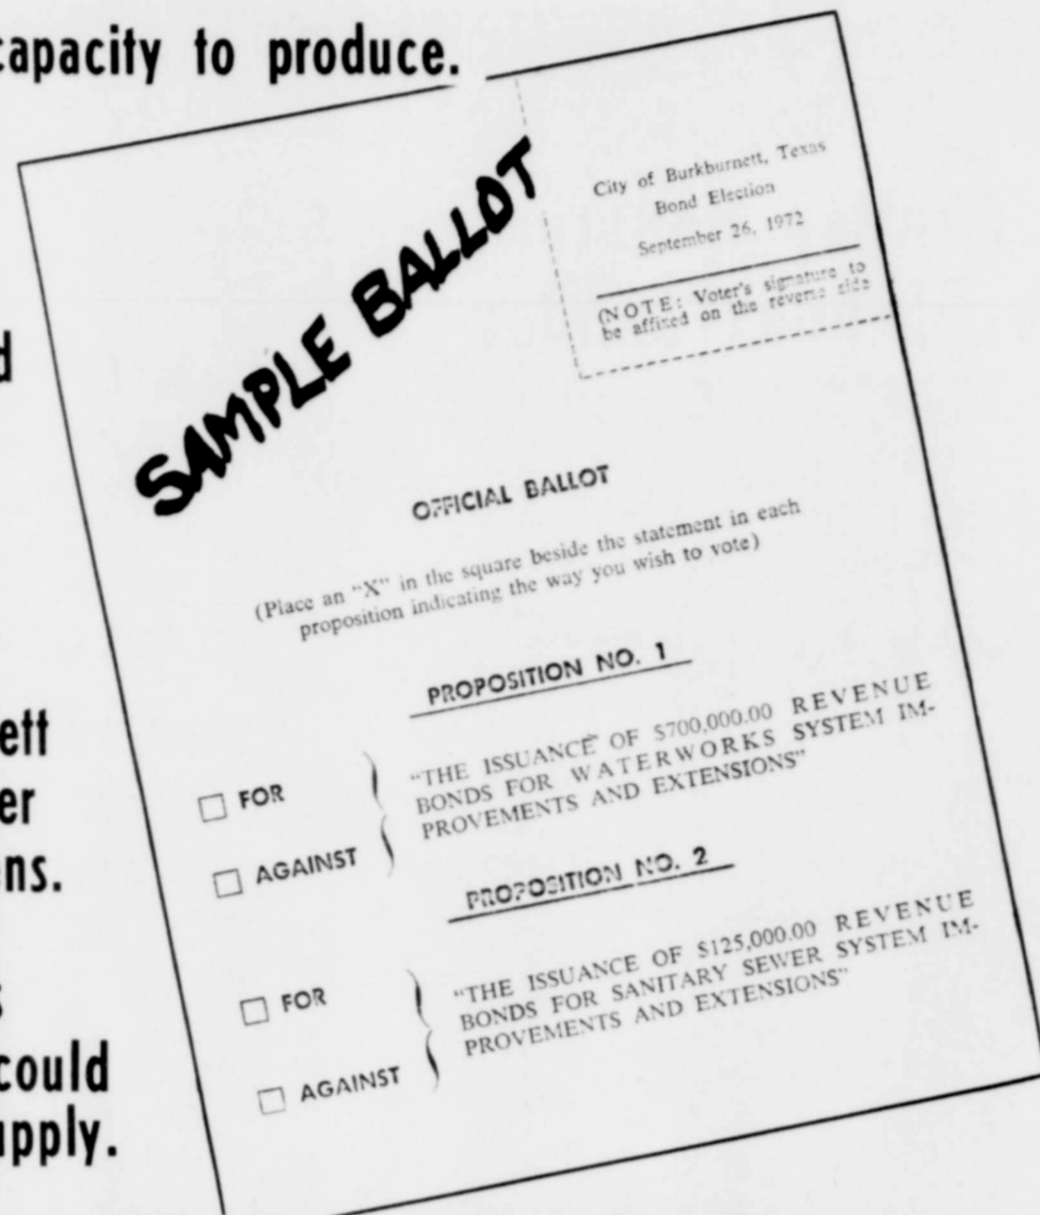 capacity to produce.
SAMPLE BALLOT
City of Burkburnett, Texas
Bond Election
September 26, 1972
(NOTE: Voter's signature to
be affixed on the reverse side
OFFICIAL BALLOT
(Place an "X" in the square beside the statement in each
proposition indicating the way you wish to vote)
PROPOSITION NO. 1
FOR
AGAINST
"THE ISSUANCE OF $700,000.00 REVENUE
BONDS FOR WATERWORKS SYSTEM IM-
PROVEMENTS AND EXTENSIONS"
PROPOSITION NO. 2
FOR
AGAINST
"THE ISSUANCE OF $125,000.00 REVENUE
BONDS FOR SANITARY SEWER SYSTEM IM-
PROVEMENTS AND EXTENSIONS"
ett
er
ns.
could
upply.